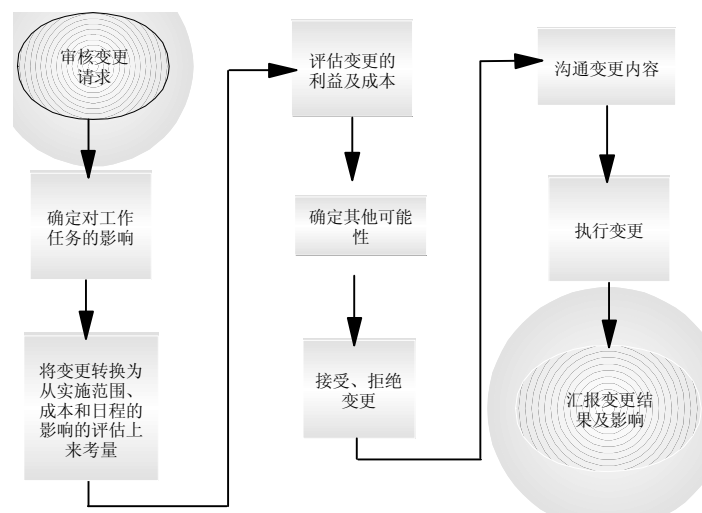 审核变更
请求
确定对工作
任务的影响
将变更转换为
从实施范围、
成本和日程的
影响的评估上
来考量
评估变更的
利益及成本
确定其他可能
性
接受、拒绝
变更
沟通变更内容
执行变更
汇报变更结
果及影响